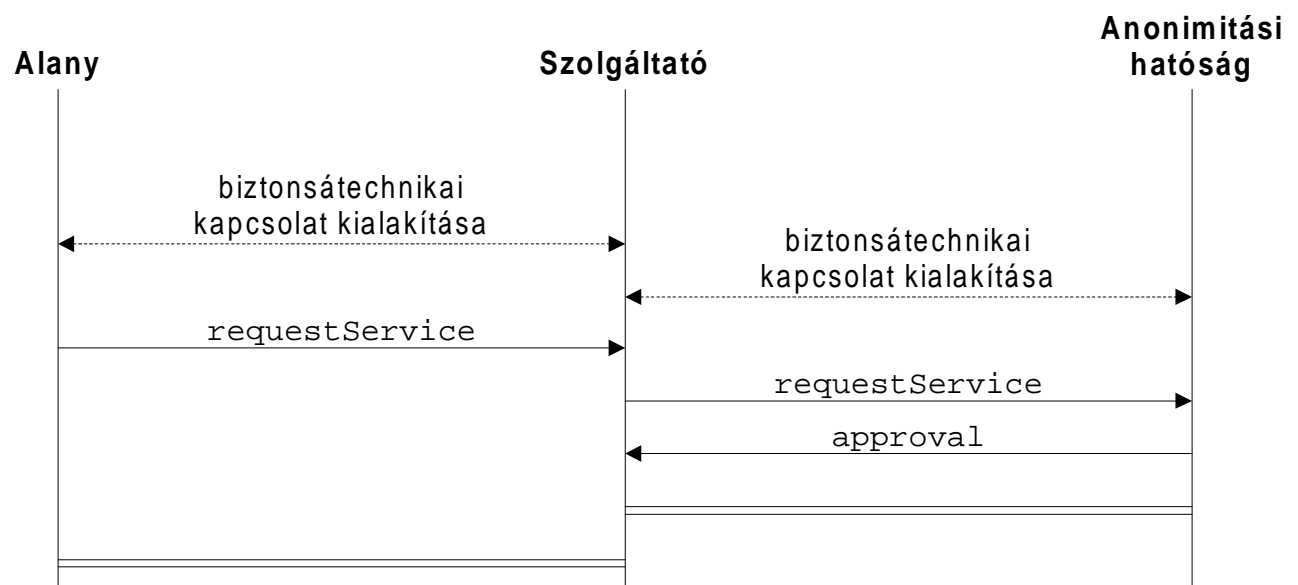 Alany
Szolgáltató
Anonimitási
hatóság
biztonsátechnikai
kapcsolat kialakítása
biztonsátechnikai
kapcsolat kialakítása
requestService
requestService
approval